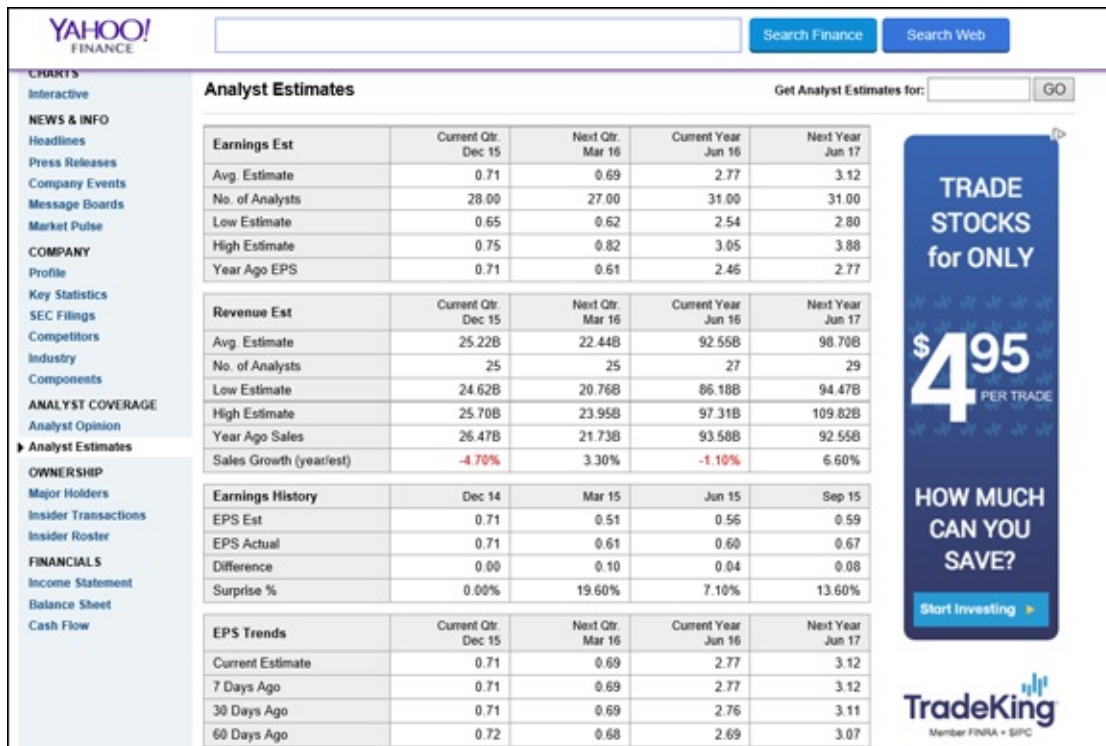 YAHOO!
FINANCE
Search Finance
Search Web
CHARTS
Interactive
NEWS & INFO
Headlines
Press Releases
Company Events
Message Boards
Market Pulse
COMPANY
Profile
Key Statistics
SEC Filings
Competitors
Industry
Components
ANALYST COVERAGE
Analyst Opinion
Analyst Estimates
OWNERSHIP
Major Holders
Insider Transactions
Insider Roster
FINANCIALS
Income Statement
Balance Sheet
Cash Flow
Analyst Estimates
Get Analyst Estimates for: GO
Earnings Est Current Qtr. Dec 15 Next Qtr. Mar 16 Current Year Jun 16 Next Year Jun 17
Avg. Estimate 0.71 0.69 2.77 3.12
No. of Analysts 28.00 27.00 31.00 31.00
Low Estimate 0.65 0.62 2.54 2.80
High Estimate 0.75 0.82 3.05 3.88
Year Ago EPS 0.71 0.61 2.46 2.77
Revenue Est Current Qtr. Dec 15 Next Qtr. Mar 16 Current Year Jun 16 Next Year Jun 17
Avg. Estimate 25.22B 22.44B 92.55B 98.70B
No. of Analysts 25 25 27 29
Low Estimate 24.62B 20.76B 86.18B 94.47B
High Estimate 25.70B 23.95B 97.31B 109.82B
Year Ago Sales 26.47B 21.73B 93.58B 92.55B
Sales Growth (year/est) -4.70% 3.30% -1.10% 6.60%
Earnings History Dec 14 Mar 15 Jun 15 Sep 15
EPS Est 0.71 0.51 0.56 0.59
EPS Actual 0.71 0.61 0.60 0.67
Difference 0.00 0.10 0.04 0.08
Surprise % 0.00% 19.60% 7.10% 13.60%
EPS Trends Current Qtr. Dec 15 Next Qtr. Mar 16 Current Year Jun 16 Next Year Jun 17
Current Estimate 0.71 0.69 2.77 3.12
7 Days Ago 0.71 0.69 2.77 3.12
30 Days Ago 0.71 0.69 2.76 3.11
60 Days Ago 0.72 0.68 2.69 3.07
TRADE
STOCKS
for ONLY
$4.95
PER TRADE
HOW MUCH
CAN YOU
SAVE?
Start Investing
TradeKing
Member FINRA + SIPC